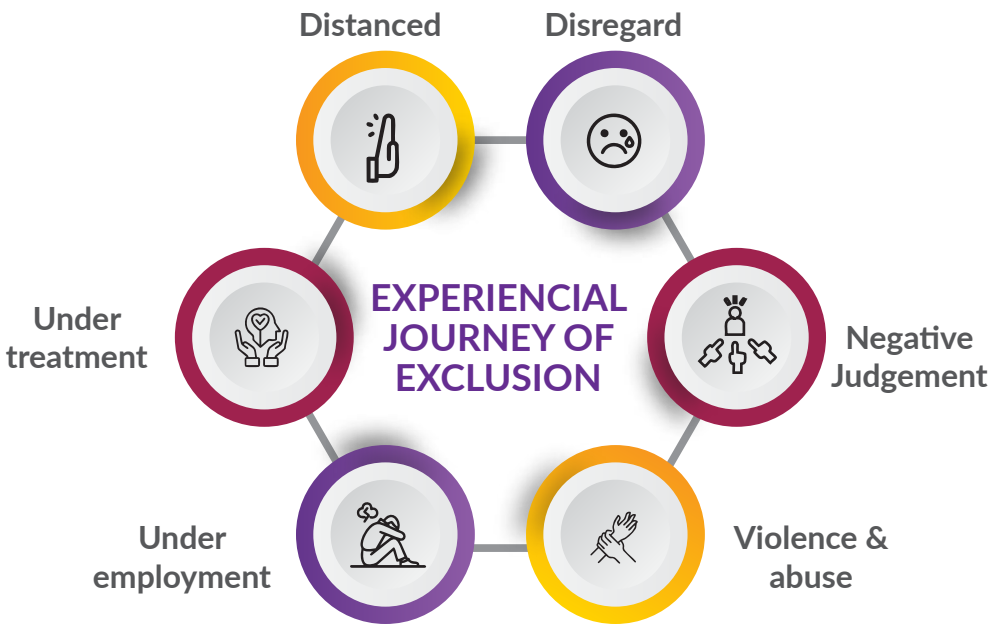 Distanced
Disregard
EXPERIENCIAL
JOURNEY OF
EXCLUSION
Under
treatment
Negative
Judgement
Under
employment
Violence &
abuse